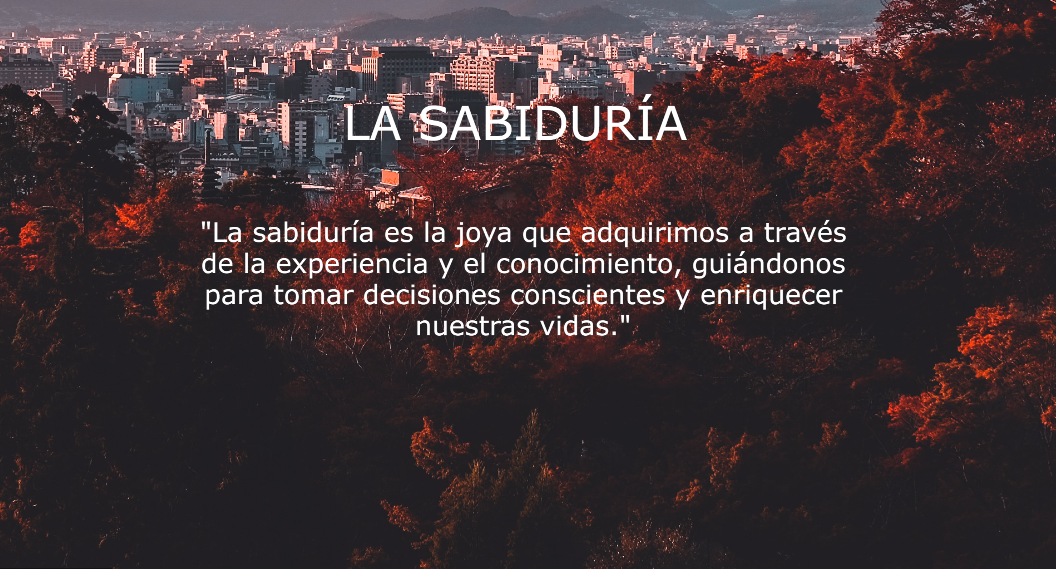 LA SABIDURÍA
"La sabiduría es la joya que adquirimos a través
de la experiencia y el conocimiento, guiándonos
para tomar decisiones conscientes y enriquecer
nuestras vidas."